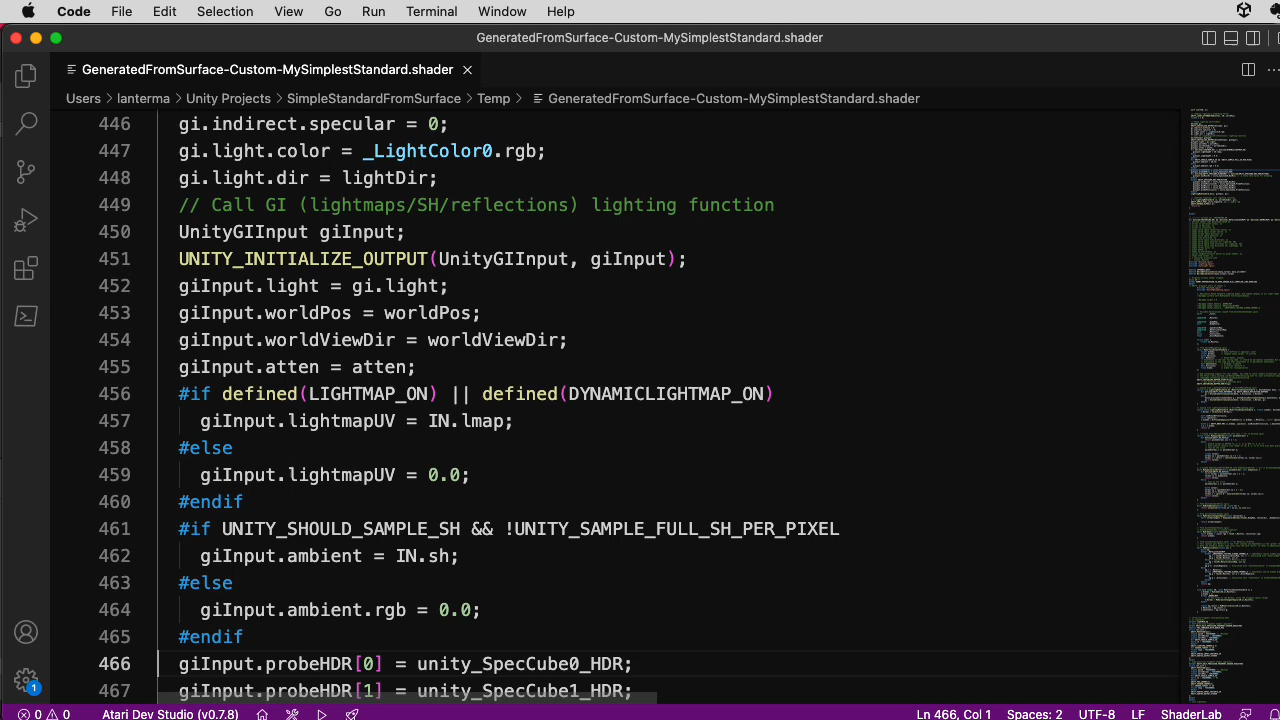 Code File Edit Selection View Go Run Terminal Window Help
GeneratedFromSurface-Custom-MySimplestStandard.shader
GeneratedFromSurface-Custom-MySimplestStandard.shader
Users > lanterma > Unity Projects > SimpleStandardFromSurface > Temp > GeneratedFromSurface-Custom-MySimplestStandard.shader
446 gi.indirect.specular = 0;
447 gi.light.color = _LightColor0.rgb;
448 gi.light.dir = lightDir;
449 // Call GI (lightmaps/SH/reflections) lighting function
450 UnityGIInput giInput;
451 UNITY_INITIALIZE_OUTPUT(UnityGIInput, giInput);
452 giInput.light = gi.light;
453 giInput.worldPos = worldPos;
454 giInput.worldViewDir = worldViewDir;
455 giInput.atten = atten;
456 #if defined(LIGHTMAP_ON) || defined(DYNAMICLIGHTMAP_ON)
457 giInput.lightmapUV = IN.lmap;
458 #else
459 giInput.lightmapUV = 0.0;
460 #endif
461 #if UNITY_SHOULD_SAMPLE_SH && !UNITY_SAMPLE_FULL_SH_PER_PIXEL
462 giInput.ambient = IN.sh;
463 #else
464 giInput.ambient.rgb = 0.0;
465 #endif
466 giInput.probeHDR[0] = unity_SpecCube0_HDR;
467 giInput.probeHDR[1] = unity_SpecCube1_HDR;
1
0 0 Atari Dev Studio (v0.7.8) Ln 466, Col 1 Spaces: 2 UTF-8 LF ShaderLab